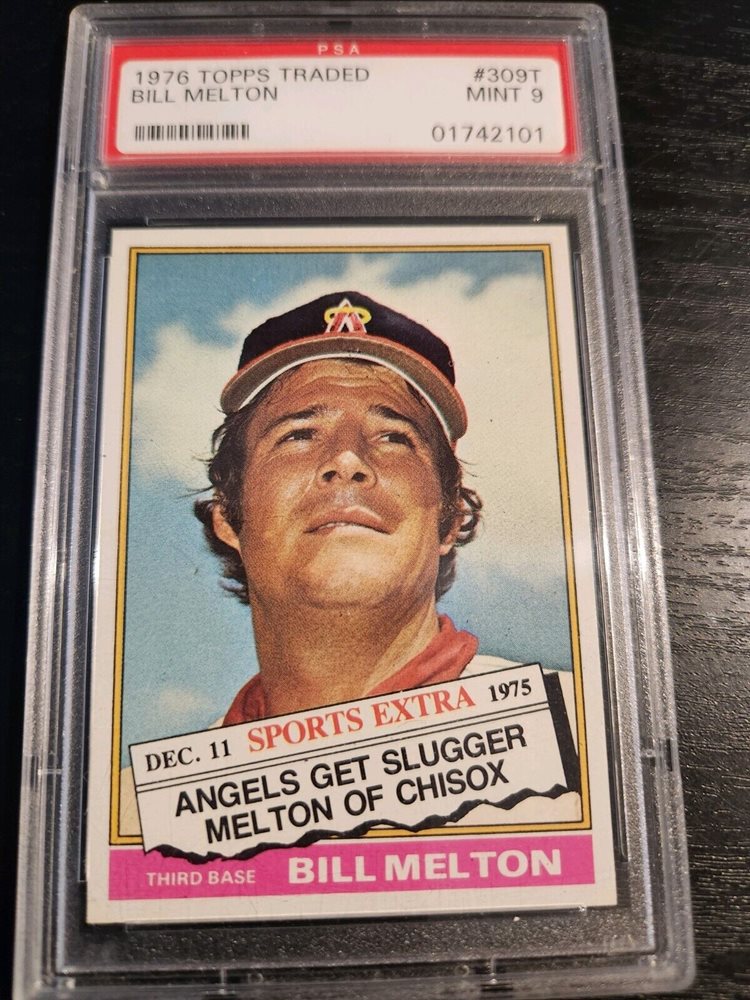 PSA
1976 TOPPS TRADED #309T
BILL MELTON MINT 9
01742101
DEC. 11 SPORTS EXTRA 1975
ANGELS GET SLUGGER
MELTON OF CHISOX
THIRD BASE BILL MELTON